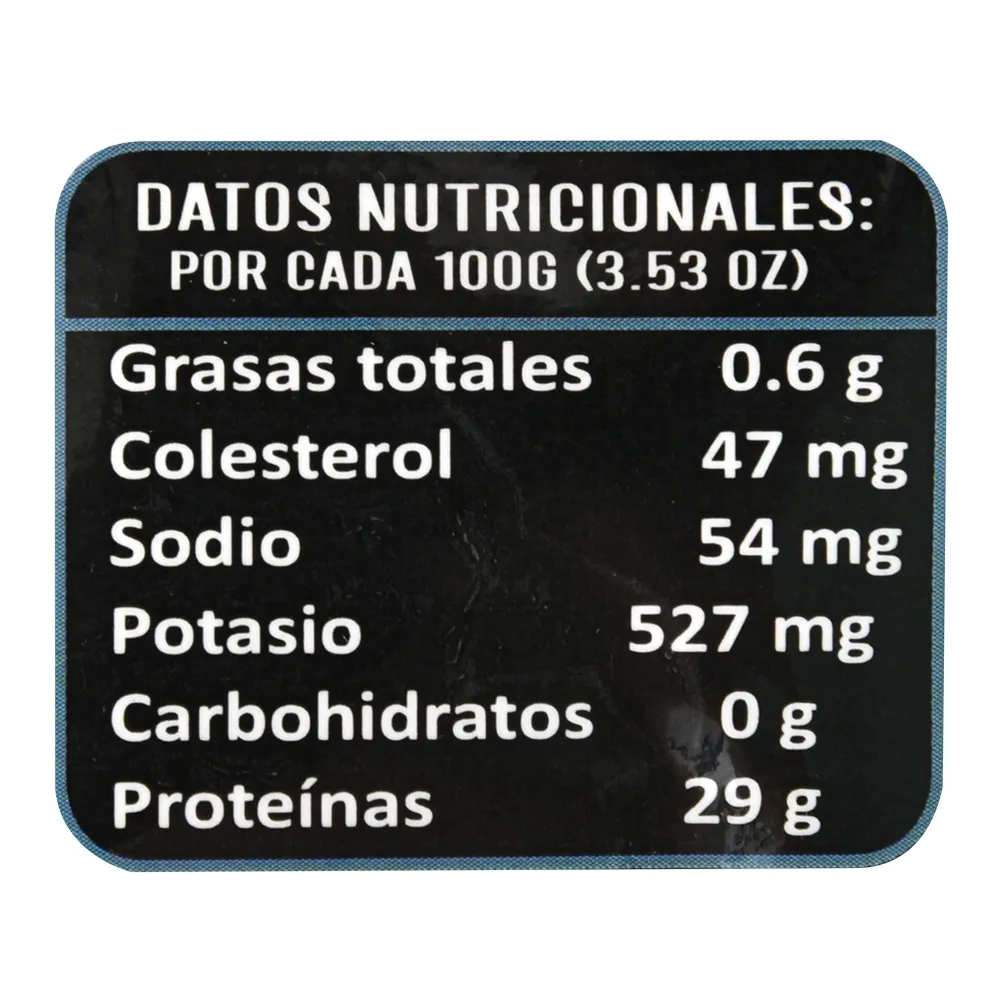 DATOS NUTRICIONALES:
POR CADA 100G (3.53 OZ)
Grasas totales 0.6 g
Colesterol 47 mg
Sodio 54 mg
Potasio 527 mg
Carbohidratos 0 g
Proteínas 29 g